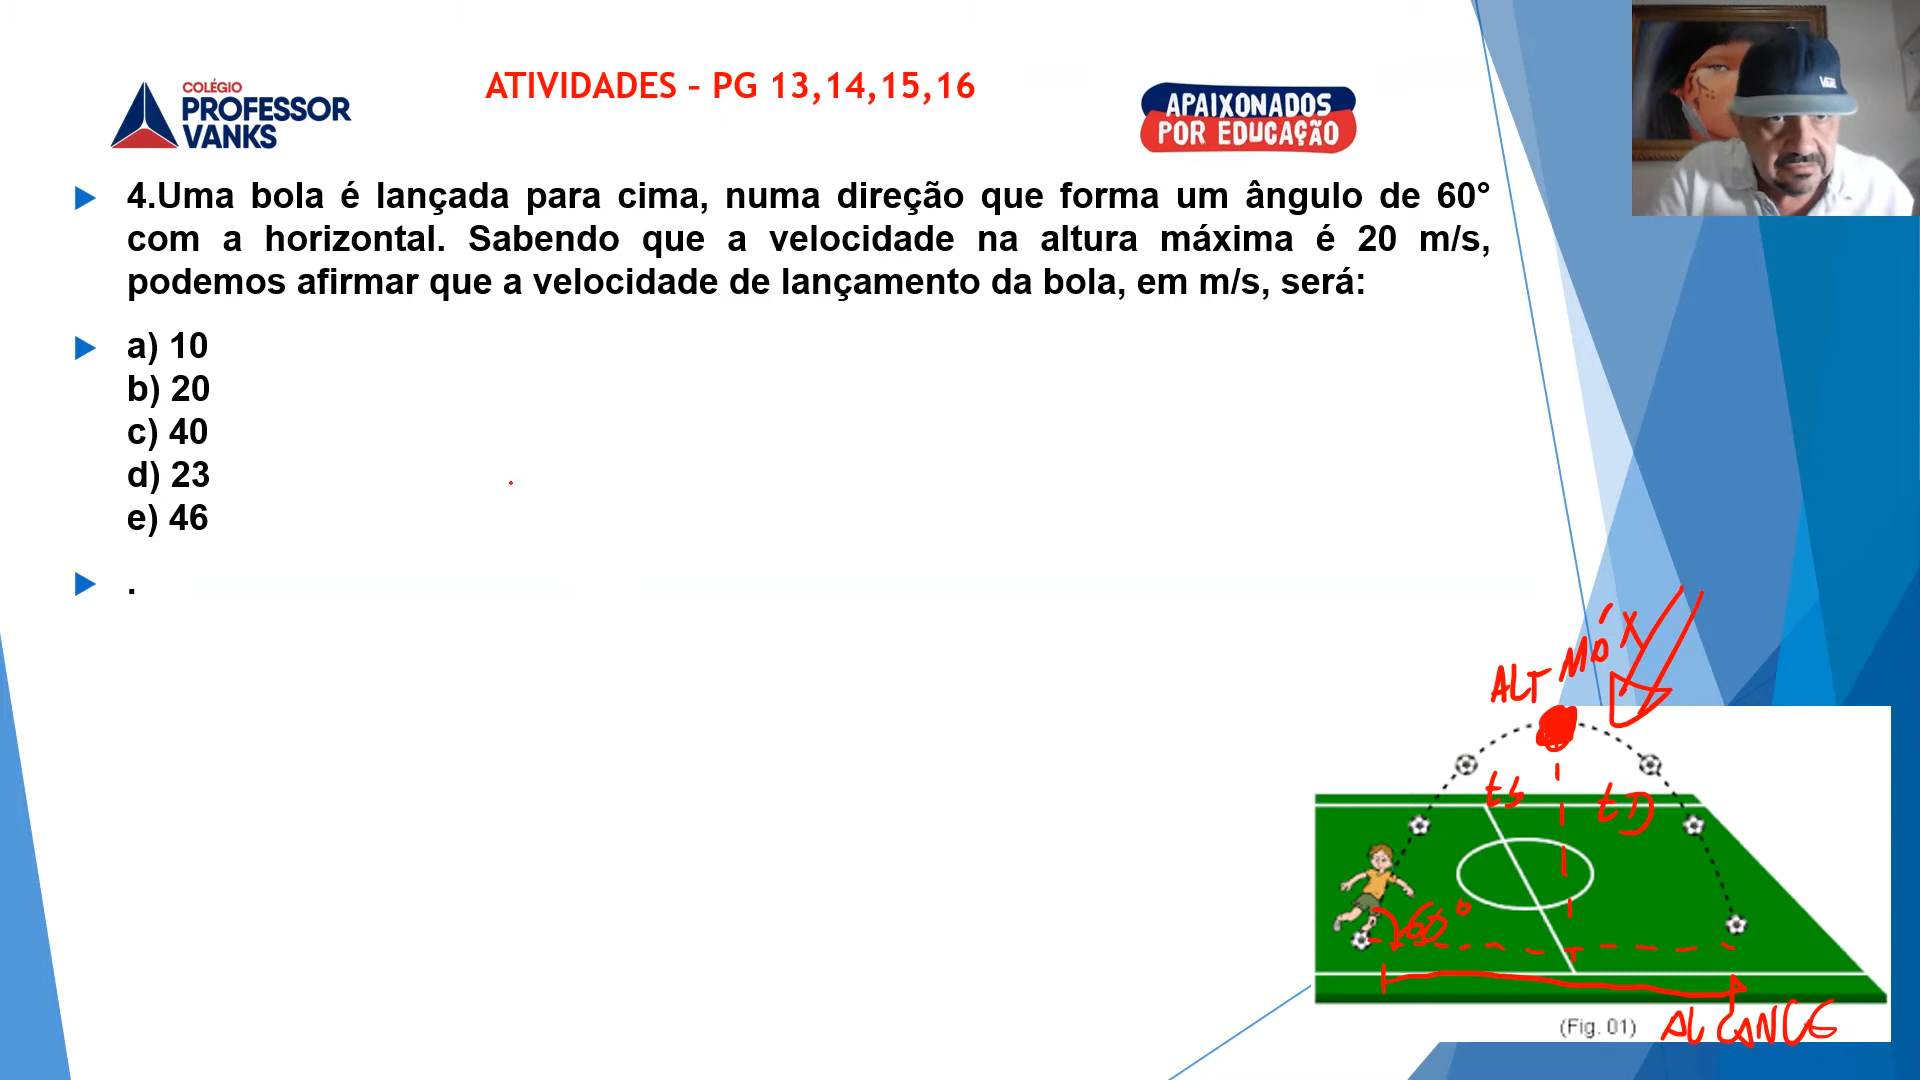 COLÉGIO
PROFESSOR
VANKS
ATIVIDADES – PG 13,14,15,16
APAIXONADOS
POR EDUCAÇÃO
4.Uma bola é lançada para cima, numa direção que forma um ângulo de 60°
com a horizontal. Sabendo que a velocidade na altura máxima é 20 m/s,
podemos afirmar que a velocidade de lançamento da bola, em m/s, será:
a) 10
b) 20
c) 40
d) 23
e) 46
.
ALT MÁX
ts
tD
60°
(Fig. 01)
ALCANCE